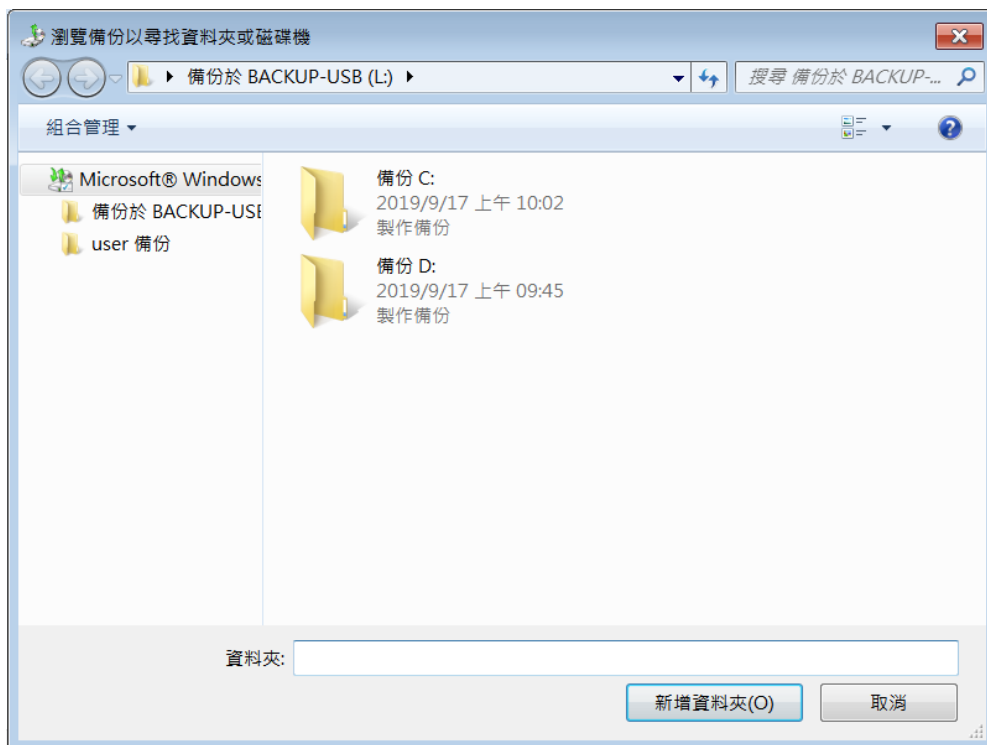 瀏覽備份以尋找資料夾或磁碟機
備份於 BACKUP-USB (L:)
搜尋 備份於 BACKUP-...
組合管理
Microsoft® Windows
備份於 BACKUP-USB
user 備份
備份 C:
2019/9/17 上午 10:02
製作備份
備份 D:
2019/9/17 上午 09:45
製作備份
資料夾:
新增資料夾(O)
取消